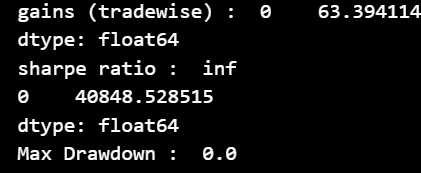 gains (tradewise) :  0    63.394114
dtype: float64
sharpe ratio :  inf
0    40848.528515
dtype: float64
Max Drawdown :  0.0